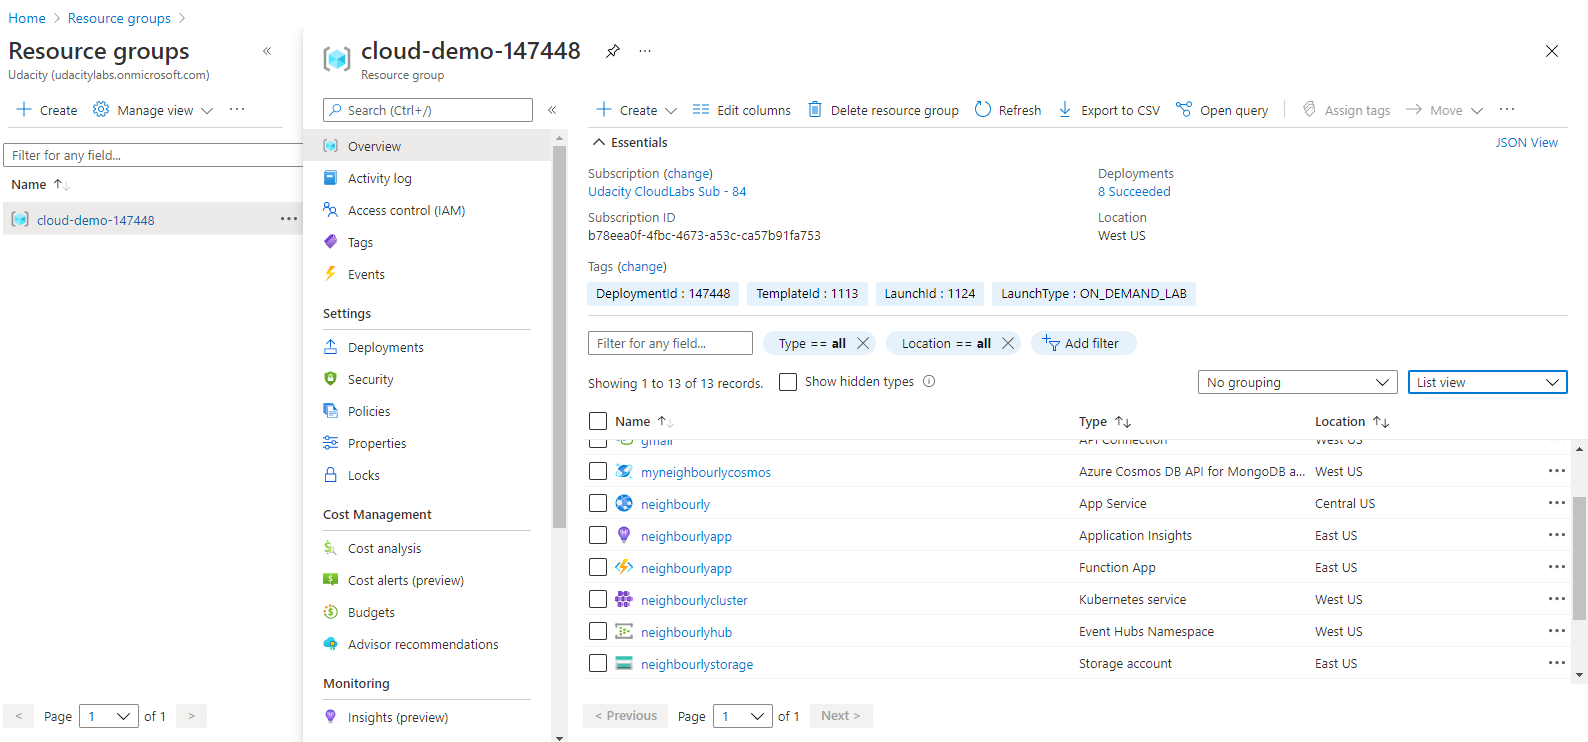 Home > Resource groups >
Resource groups «
Udacity (udacitylabs.onmicrosoft.com)
+ Create Manage view ...
Filter for any field...
Name ↑↓
cloud-demo-147448 ...
< Page 1 of 1 >
cloud-demo-147448 ...
Resource group
Search (Ctrl+/) «
Overview
Activity log
Access control (IAM)
Tags
Events
Settings
Deployments
Security
Policies
Properties
Locks
Cost Management
Cost analysis
Cost alerts (preview)
Budgets
Advisor recommendations
Monitoring
Insights (preview)
+ Create Edit columns Delete resource group Refresh Export to CSV Open query Assign tags Move ...
Essentials JSON View
Subscription (change) Deployments
Udacity CloudLabs Sub - 84 8 Succeeded
Subscription ID Location
b78eea0f-4fbc-4673-a53c-ca57b91fa753 West US
Tags (change)
DeploymentId : 147448 TemplateId : 1113 LaunchId : 1124 LaunchType : ON_DEMAND_LAB
Filter for any field... Type == all Location == all Add filter
Showing 1 to 13 of 13 records. Show hidden types No grouping List view
Name ↑↓ Type ↑↓ Location ↑↓
gmail API Connection West US ...
myneighbourlycosmos Azure Cosmos DB API for MongoDB a... West US ...
neighbourly App Service Central US ...
neighbourlyapp Application Insights East US ...
neighbourlyapp Function App East US ...
neighbourlycluster Kubernetes service West US ...
neighbourlyhub Event Hubs Namespace West US ...
neighbourlystorage Storage account East US ...
< Previous Page 1 of 1 Next >